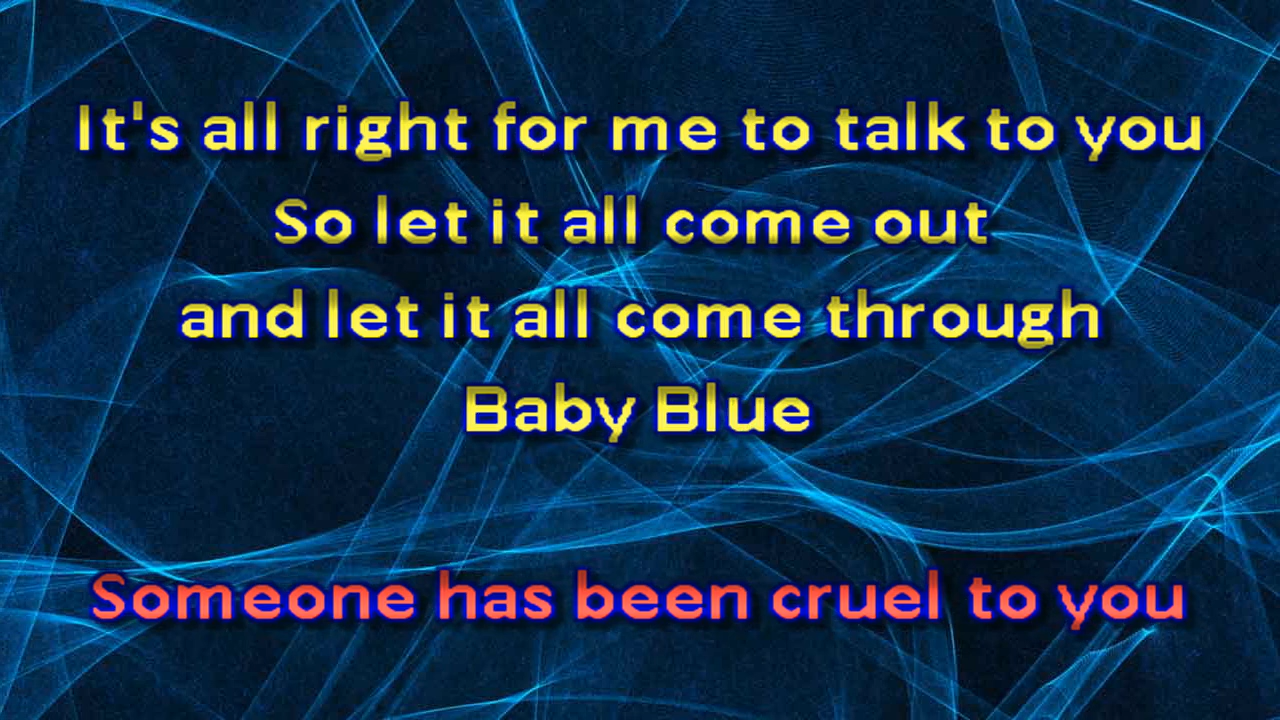 It's all right for me to talk to you
So let it all come out
and let it all come through
Baby Blue
Someone has been cruel to you